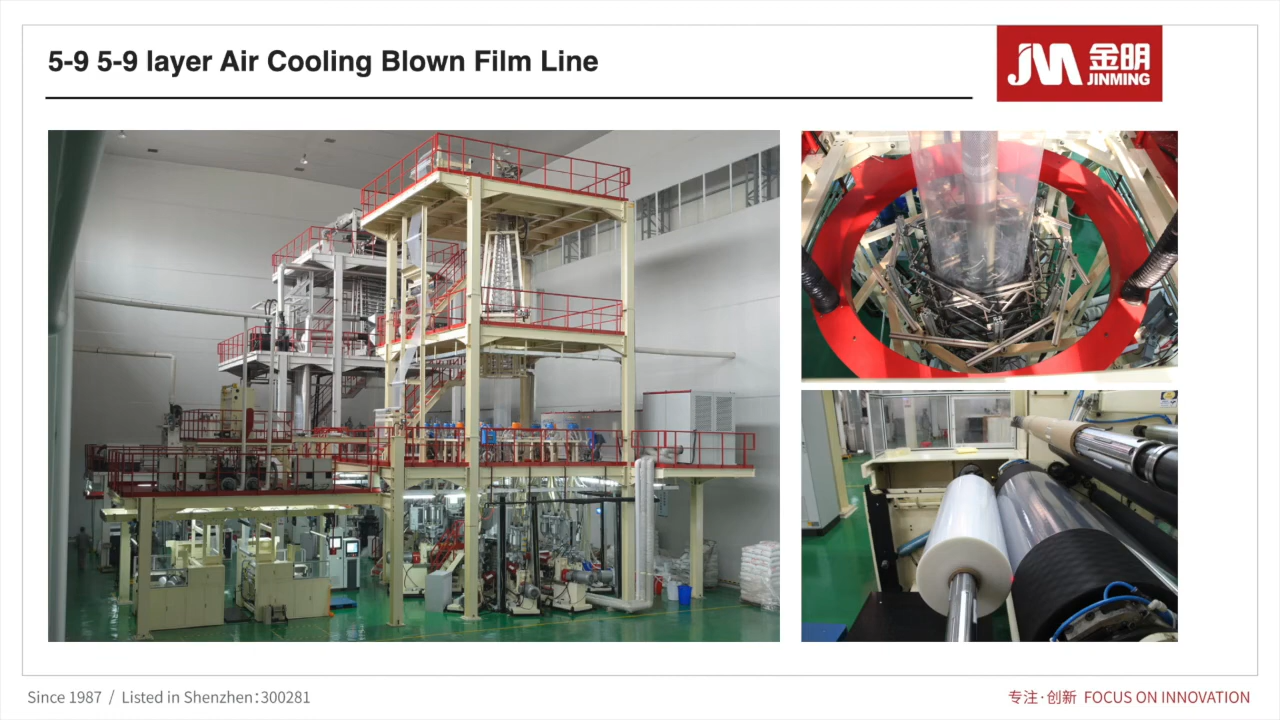 5-9 5-9 layer Air Cooling Blown Film Line
JM 金明
JINMING
Since 1987 / Listed in Shenzhen:300281
专注·创新 FOCUS ON INNOVATION